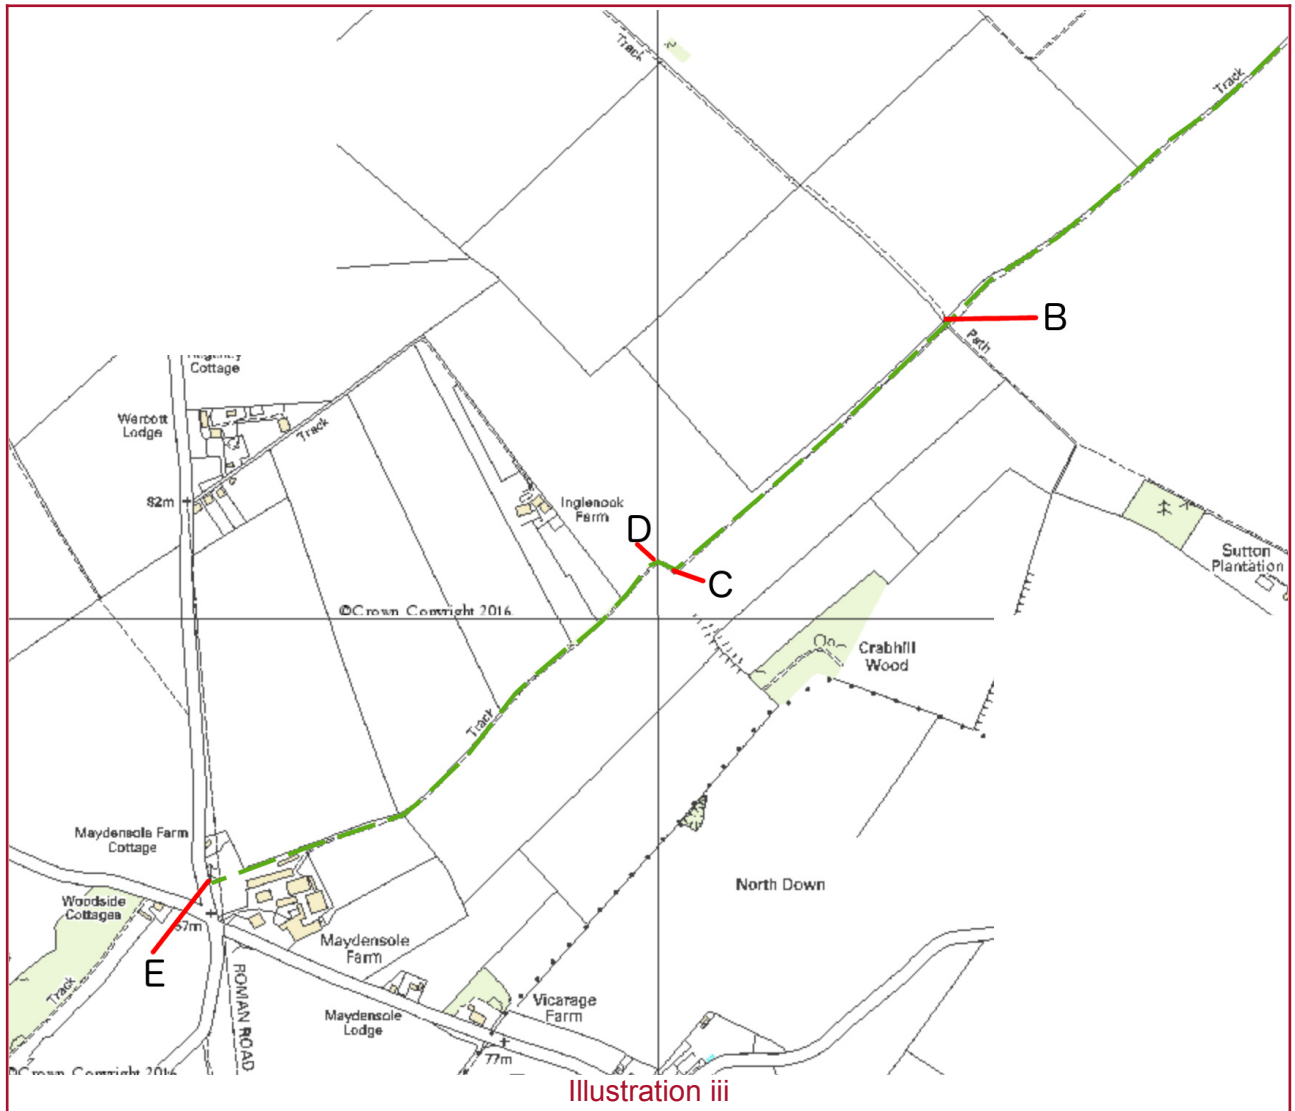 Track
Track
B
Path
Cottage
Warcott
Lodge
Track
82m
Inglenook
Farm
D
C
Sutton
Plantation
©Crown Copyright 2016.
Crabhill
Wood
Track
Maydensole Farm
Cottage
North Down
Woodside
Cottages
57m
E
Maydensole
Farm
Track
ROMAN ROAD
Maydensole
Lodge
Vicarage
Farm
77m
©Crown Copyright 2016.
Illustration iii